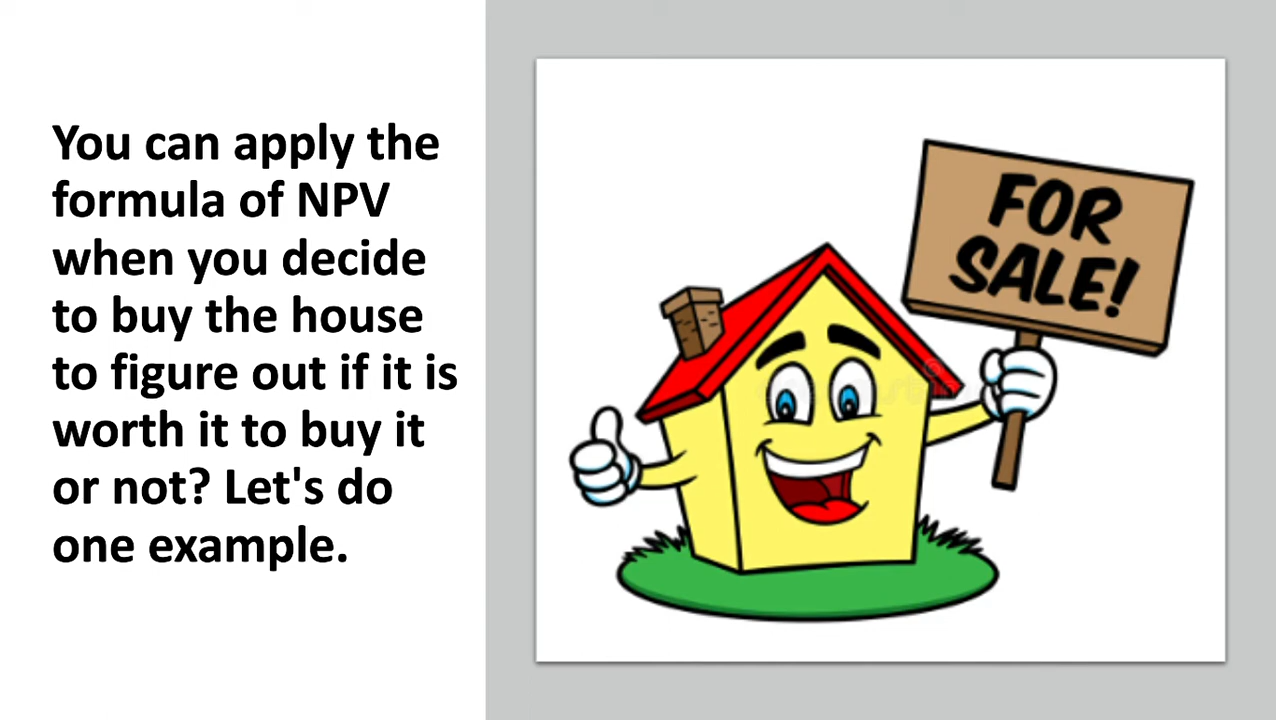 You can apply the
formula of NPV
when you decide
to buy the house
to figure out if it is
worth it to buy it
or not? Let's do
one example.
FOR
SALE!